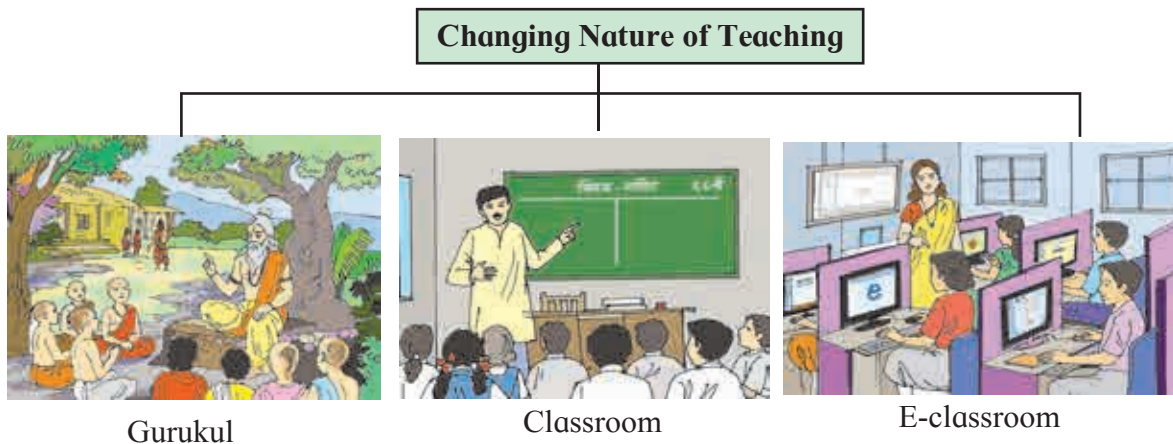 Changing Nature of Teaching
Gurukul
Classroom
E-classroom
e